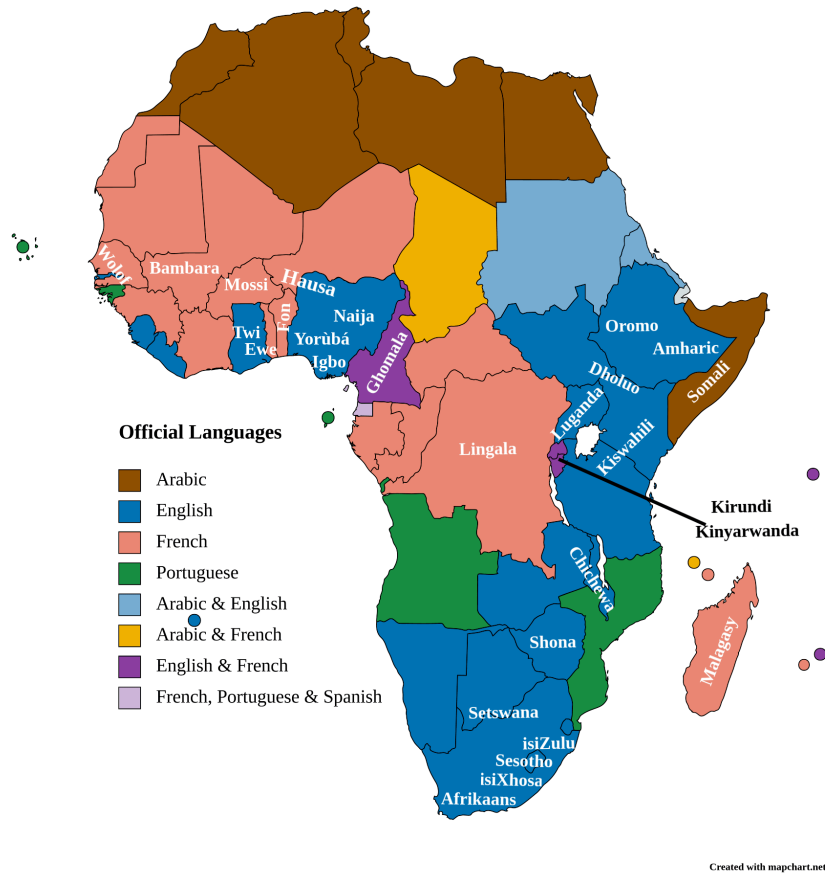 Wolof
Bambara
Mossi
Hausa
Fon
Naija
Twi
Ewe
Yorùbá
Igbo
Ghomala
Oromo
Amharic
Somali
Dholuo
Luganda
Kiswahili
Lingala
Kirundi
Kinyarwanda
Chichewa
Shona
Malagasy
Setswana
isiZulu
Sesotho
isiXhosa
Afrikaans
Official Languages
Arabic
English
French
Portuguese
Arabic & English
Arabic & French
English & French
French, Portuguese & Spanish
Created with mapchart.net